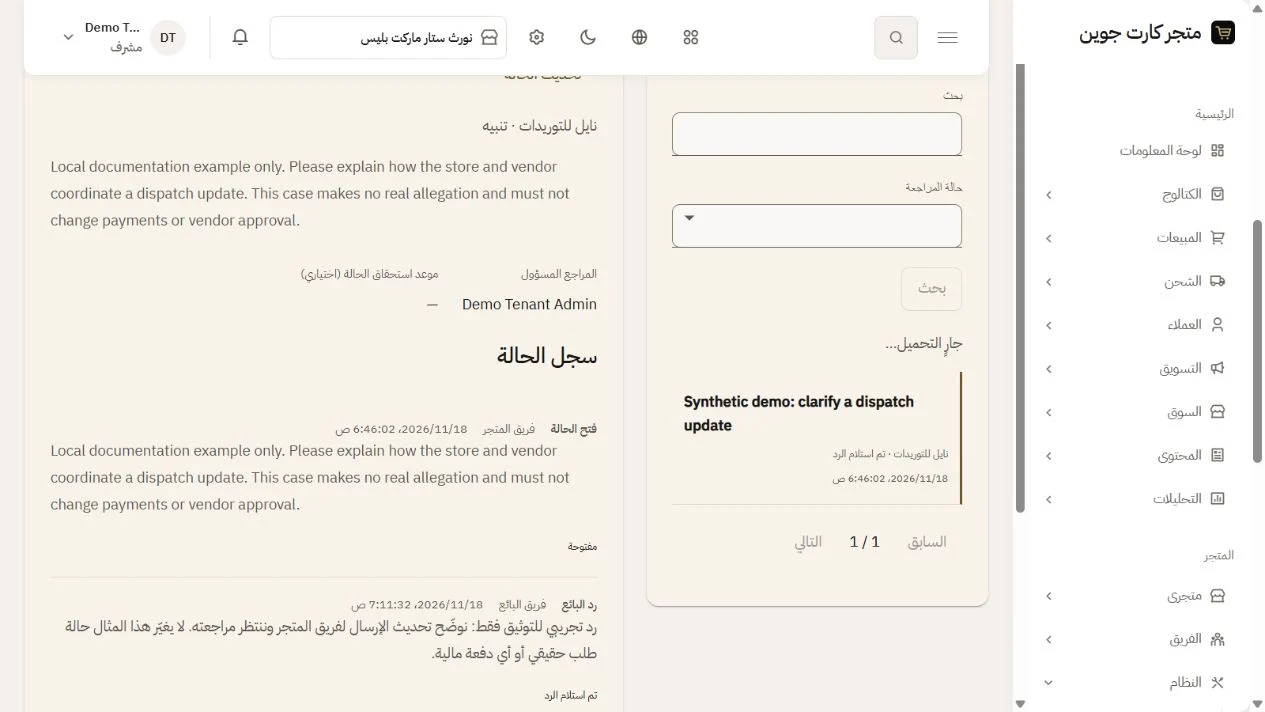 متجر كارت جوين
الرئيسية
لوحة المعلومات
الكتالوج
المبيعات
الشحن
العملاء
التسويق
السوق
المحتوى
التحليلات
المتجر
متجرى
الفريق
النظام
نورث ستار ماركت بليس
DT
Demo T...
مشرف
بحث
حالة المراجعة
بحث
جارٍ التحميل...
Synthetic demo: clarify a dispatch
update
نايل للتوريدات · تم استلام الرد
2026/11/18، 6:46:02 ص
السابق
1 / 1
التالي
تحديث الحالة
نايل للتوريدات · تنبيه
Local documentation example only. Please explain how the store and vendor
coordinate a dispatch update. This case makes no real allegation and must not
change payments or vendor approval.
المراجع المسؤول
Demo Tenant Admin
موعد استحقاق الحالة (اختياري)
—
سجل الحالة
فتح الحالة فريق المتجر 2026/11/18، 6:46:02 ص
Local documentation example only. Please explain how the store and vendor
coordinate a dispatch update. This case makes no real allegation and must not
change payments or vendor approval.
مفتوحة
رد البائع فريق البائع 2026/11/18، 7:11:32 ص
رد تجريبي للتوثيق فقط: نوضّح تحديث الإرسال لفريق المتجر وننتظر مراجعته. لا يغيّر هذا المثال حالة
طلب حقيقي أو أي دفعة مالية.
تم استلام الرد